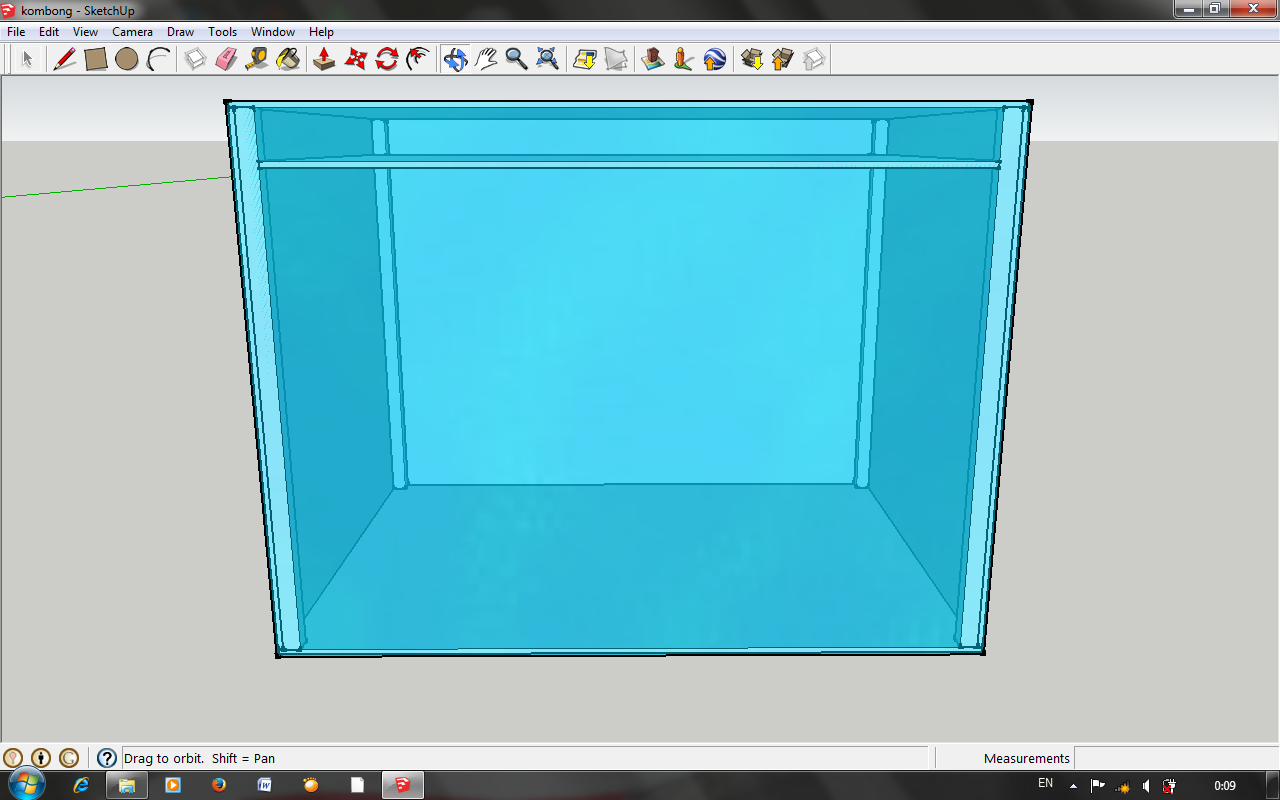 kombong - SketchUp
File Edit View Camera Draw Tools Window Help
Drag to orbit. Shift = Pan
Measurements
EN
0:09